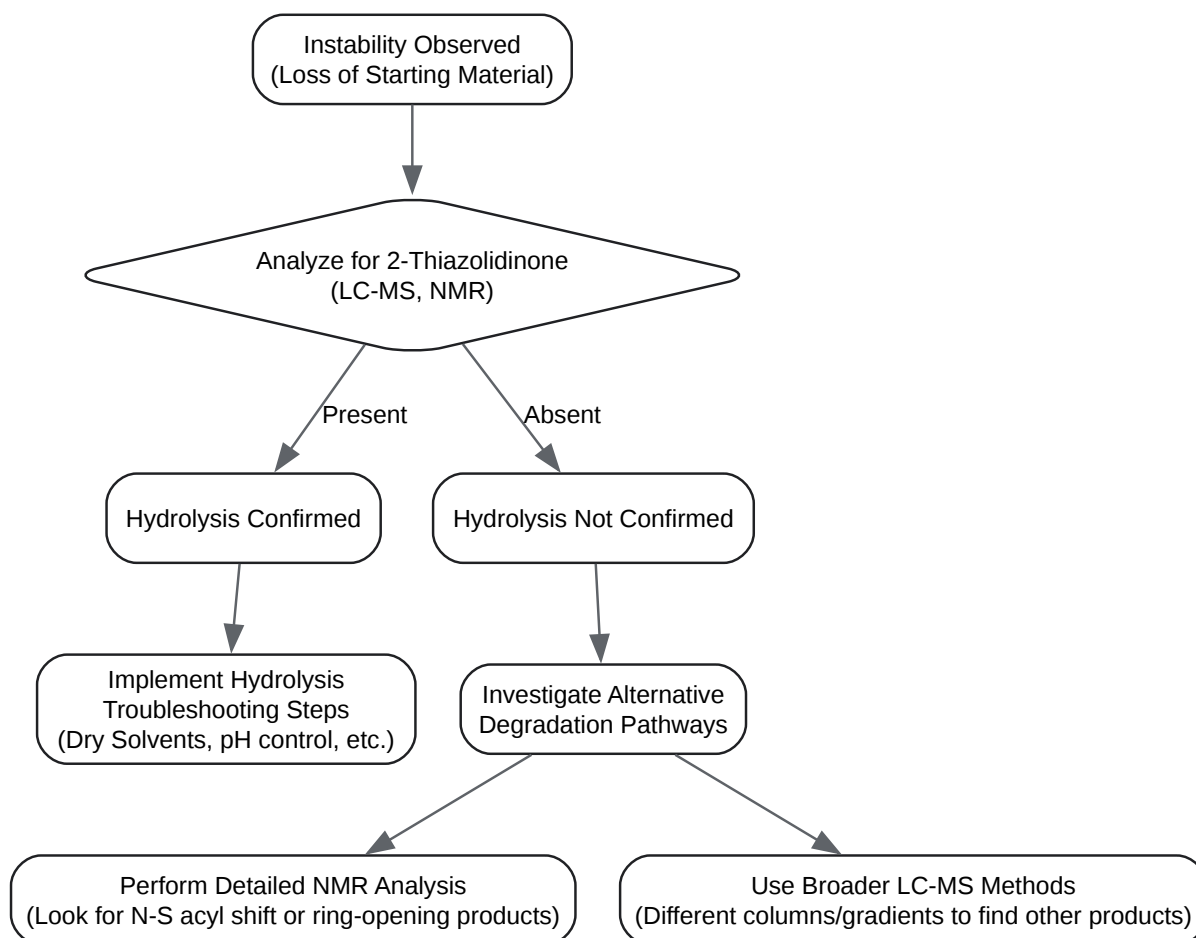 Instability Observed
(Loss of Starting Material)
Analyze for 2-Thiazolidinone
(LC-MS, NMR)
Present
Absent
Hydrolysis Confirmed
Hydrolysis Not Confirmed
Implement Hydrolysis
Troubleshooting Steps
(Dry Solvents, pH control, etc.)
Investigate Alternative
Degradation Pathways
Perform Detailed NMR Analysis
(Look for N-S acyl shift or ring-opening products)
Use Broader LC-MS Methods
(Different columns/gradients to find other products)